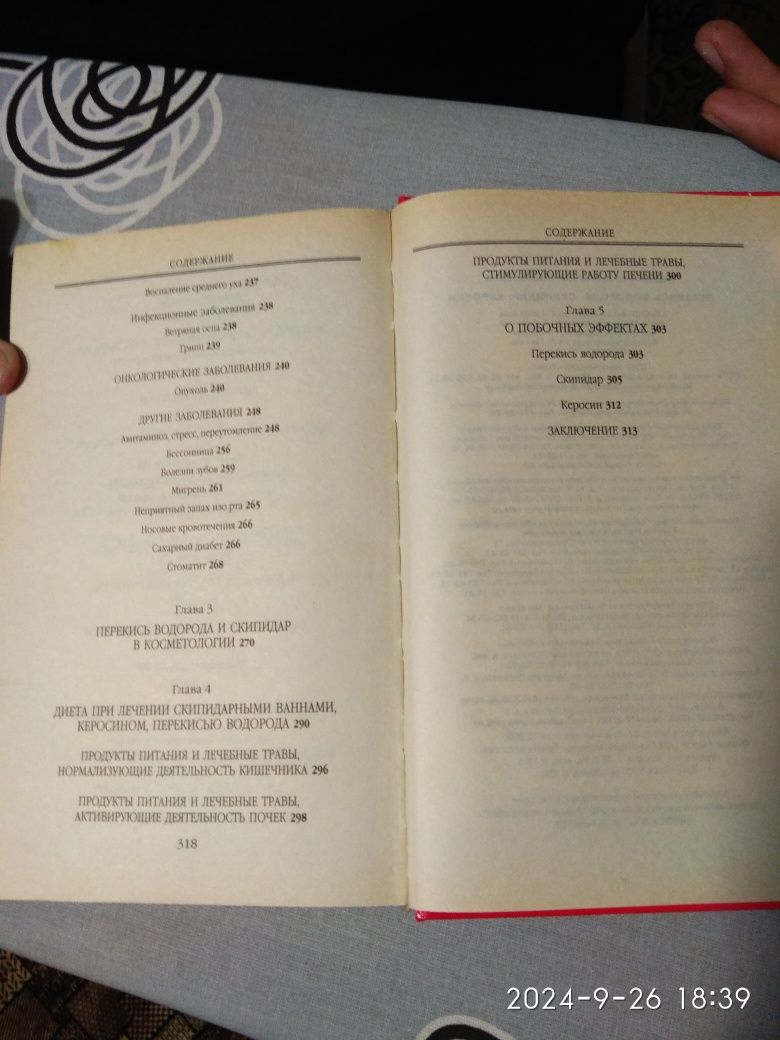 СОДЕРЖАНИЕ
Воспаление среднего уха 237
Инфекционные заболевания 238
Ветряная оспа 238
Грипп 239
ОНКОЛОГИЧЕСКИЕ ЗАБОЛЕВАНИЯ 240
Опухоль 240
ДРУГИЕ ЗАБОЛЕВАНИЯ 248
Авитаминоз, стресс, переутомление 248
Бессонница 256
Болезни зубов 259
Мигрень 261
Неприятный запах изо рта 265
Носовые кровотечения 266
Сахарный диабет 266
Стоматит 268
Глава 3
ПЕРЕКИСЬ ВОДОРОДА И СКИПИДАР
В КОСМЕТОЛОГИИ 270
Глава 4
ДИЕТА ПРИ ЛЕЧЕНИИ СКИПИДАРНЫМИ ВАННАМИ,
КЕРОСИНОМ, ПЕРЕКИСЬЮ ВОДОРОДА 290
ПРОДУКТЫ ПИТАНИЯ И ЛЕЧЕБНЫЕ ТРАВЫ,
НОРМАЛИЗУЮЩИЕ ДЕЯТЕЛЬНОСТЬ КИШЕЧНИКА 296
ПРОДУКТЫ ПИТАНИЯ И ЛЕЧЕБНЫЕ ТРАВЫ,
АКТИВИРУЮЩИЕ ДЕЯТЕЛЬНОСТЬ ПОЧЕК 298
318
СОДЕРЖАНИЕ
ПРОДУКТЫ ПИТАНИЯ И ЛЕЧЕБНЫЕ ТРАВЫ,
СТИМУЛИРУЮЩИЕ РАБОТУ ПЕЧЕНИ 300
Глава 5
О ПОБОЧНЫХ ЭФФЕКТАХ 303
Перекись водорода 303
Скипидар 305
Керосин 312
ЗАКЛЮЧЕНИЕ 313
2024-9-26 18:39